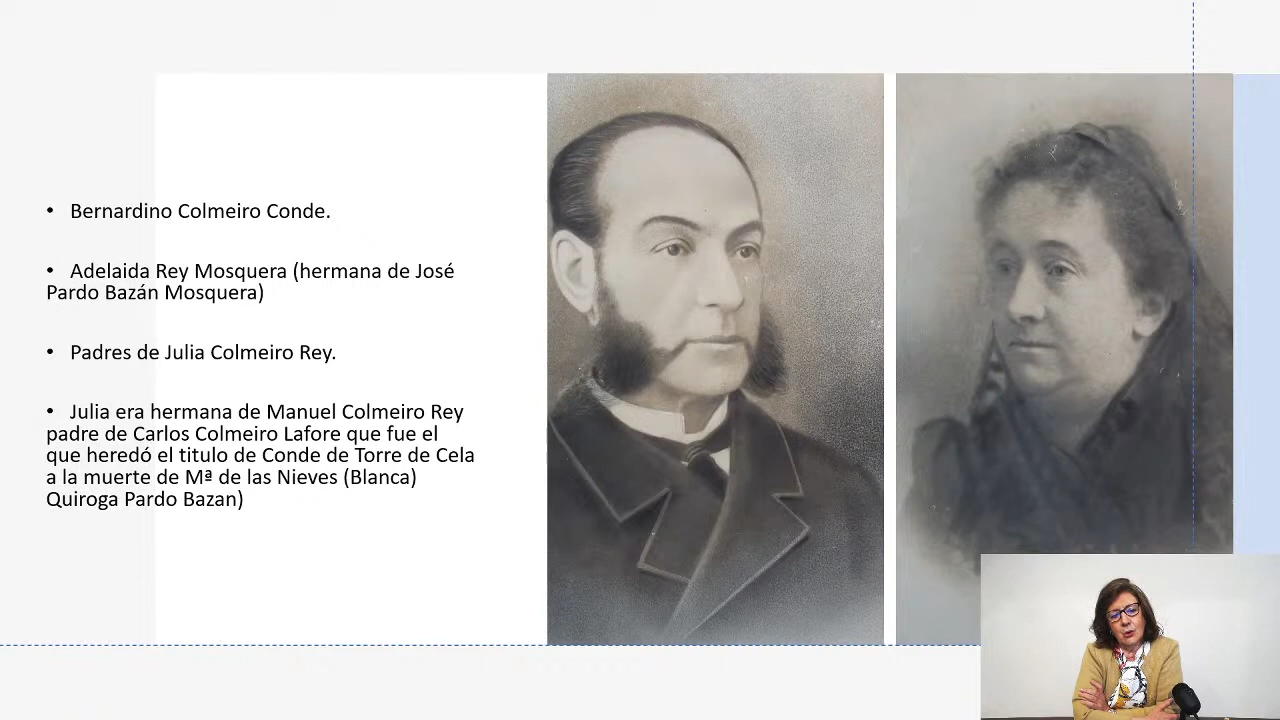 • Bernardino Colmeiro Conde.
• Adelaida Rey Mosquera (hermana de José
Pardo Bazán Mosquera)
• Padres de Julia Colmeiro Rey.
• Julia era hermana de Manuel Colmeiro Rey
padre de Carlos Colmeiro Lafore que fue el
que heredó el titulo de Conde de Torre de Cela
a la muerte de Mª de las Nieves (Blanca)
Quiroga Pardo Bazan)